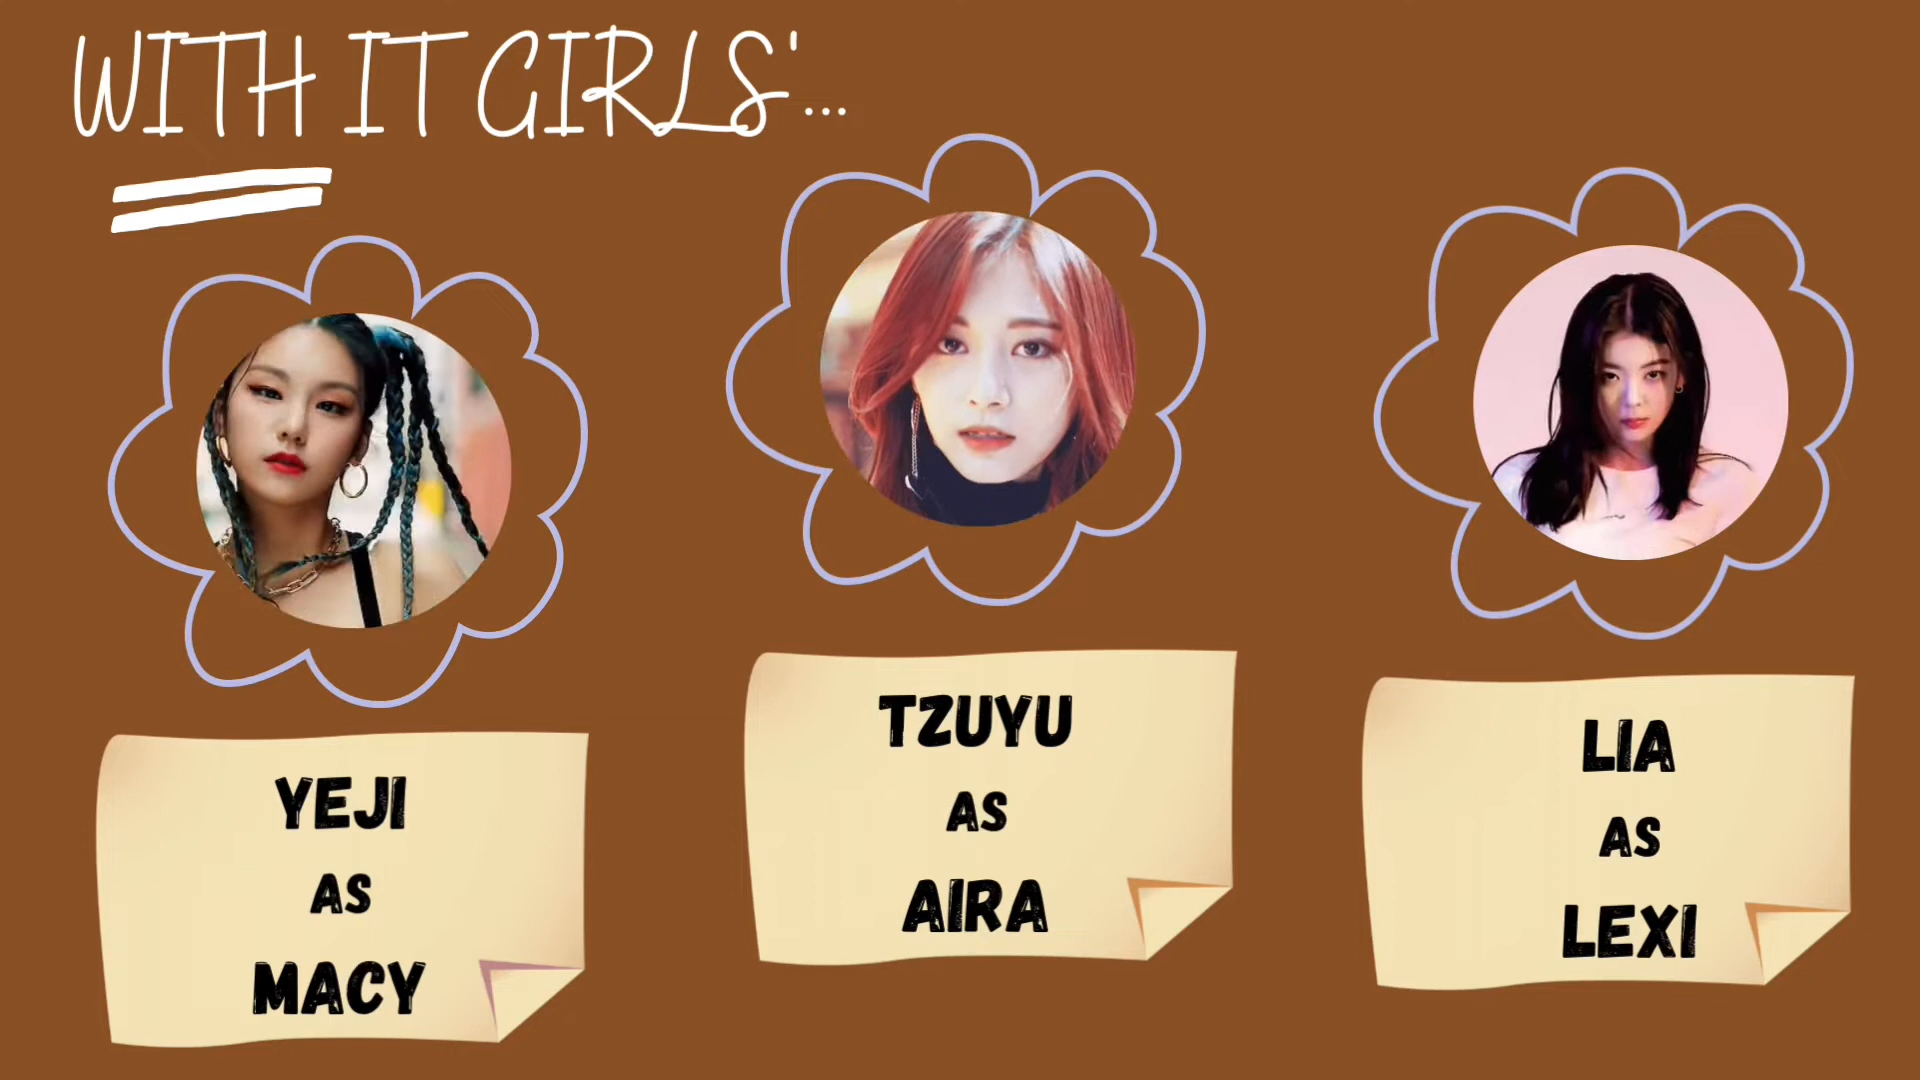 WITH IT GIRLS'...
YEJI
AS
MACY
TZUYU
AS
AIRA
LIA
AS
LEXI